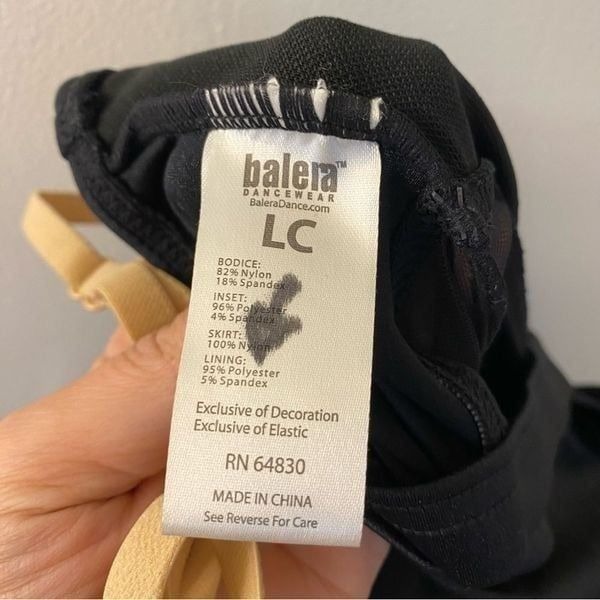 balera™
DANCEWEAR
BaleraDance.com
LC
BODICE:
82% Nylon
18% Spandex
INSET:
96% Polyester
4% Spandex
SKIRT:
100% Nylon
LINING:
95% Polyester
5% Spandex
Exclusive of Decoration
Exclusive of Elastic
RN 64830
MADE IN CHINA
See Reverse For Care